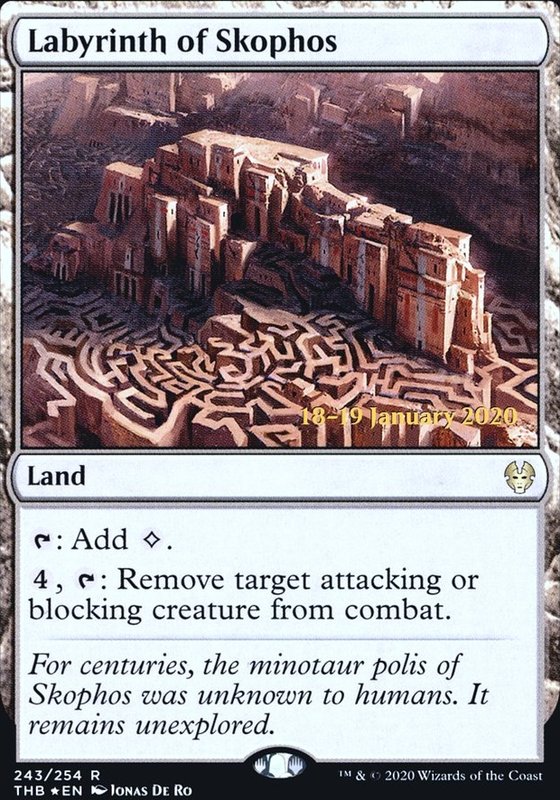 Labyrinth of Skophos
18–19 January 2020
Land
: Add .
4 , : Remove target attacking or
blocking creature from combat.
For centuries, the minotaur polis of
Skophos was unknown to humans. It
remains unexplored.
243/254 R
THB ★ EN Jonas De Ro
™ & © 2020 Wizards of the Coast